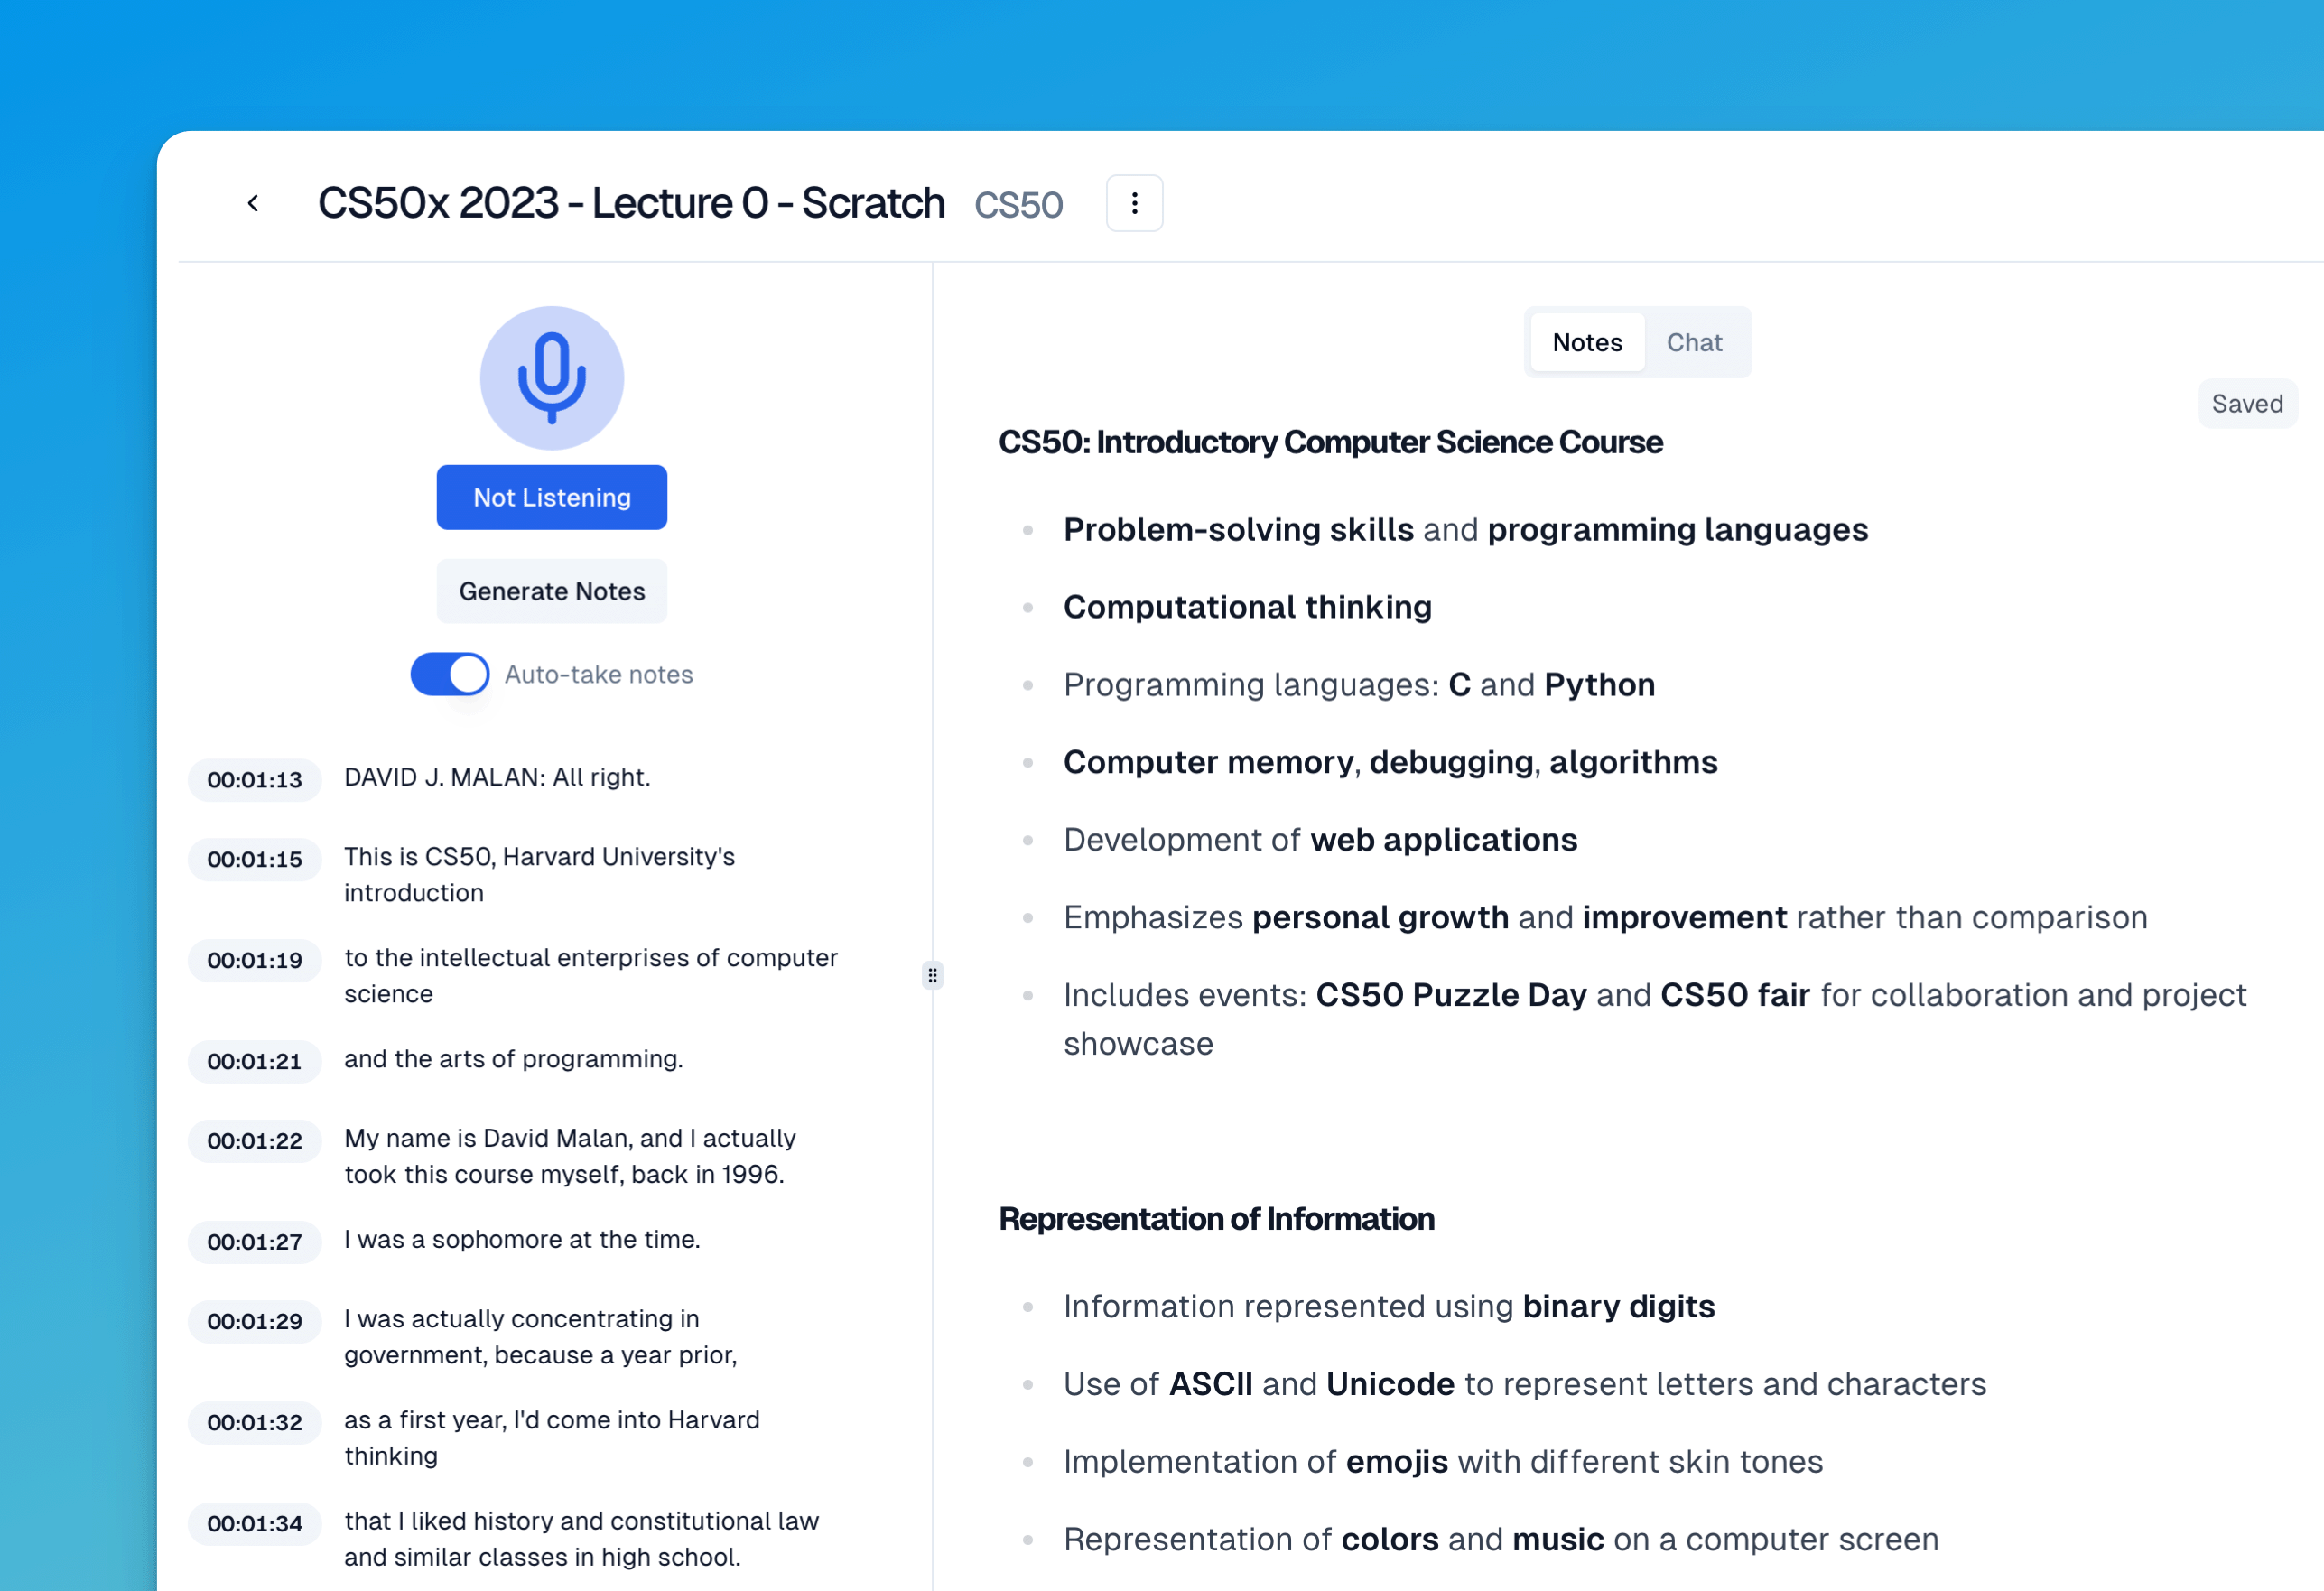 CS50x 2023 - Lecture 0 - Scratch CS50
Not Listening
Generate Notes
Auto-take notes
00:01:13 DAVID J. MALAN: All right.
00:01:15 This is CS50, Harvard University's
introduction
00:01:19 to the intellectual enterprises of computer
science
00:01:21 and the arts of programming.
00:01:22 My name is David Malan, and I actually
took this course myself, back in 1996.
00:01:27 I was a sophomore at the time.
00:01:29 I was actually concentrating in
government, because a year prior,
00:01:32 as a first year, I'd come into Harvard
thinking
00:01:34 that I liked history and constitutional law
and similar classes in high school.
Notes Chat
Saved
CS50: Introductory Computer Science Course
Problem-solving skills and programming languages
Computational thinking
Programming languages: C and Python
Computer memory, debugging, algorithms
Development of web applications
Emphasizes personal growth and improvement rather than comparison
Includes events: CS50 Puzzle Day and CS50 fair for collaboration and project
showcase
Representation of Information
Information represented using binary digits
Use of ASCII and Unicode to represent letters and characters
Implementation of emojis with different skin tones
Representation of colors and music on a computer screen